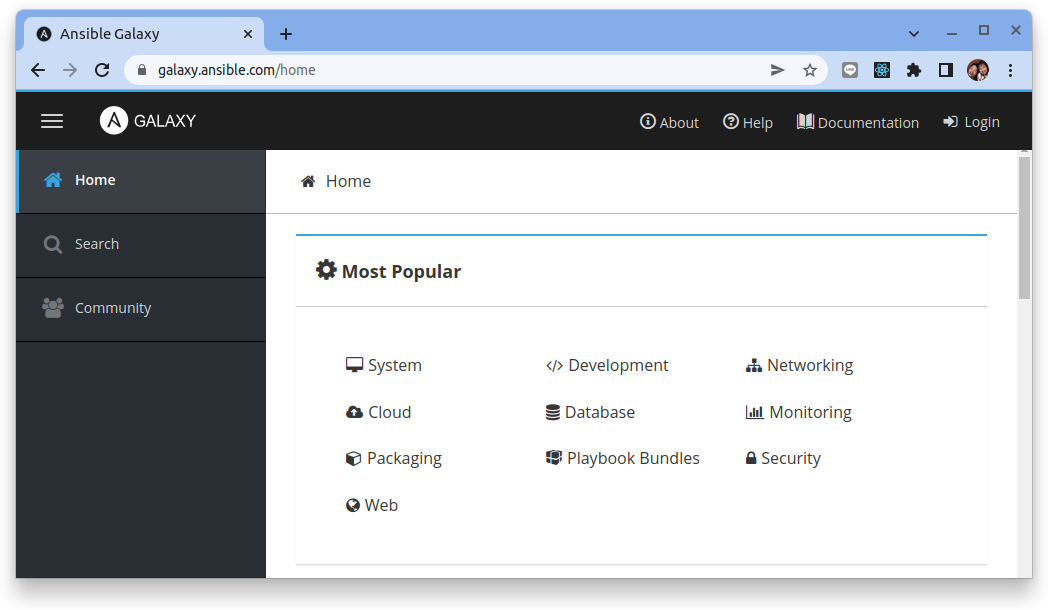 Ansible Galaxy
galaxy.ansible.com/home
GALAXY
About Help Documentation Login
Home
Search
Community
Home
Most Popular
System Development Networking
Cloud Database Monitoring
Packaging Playbook Bundles Security
Web